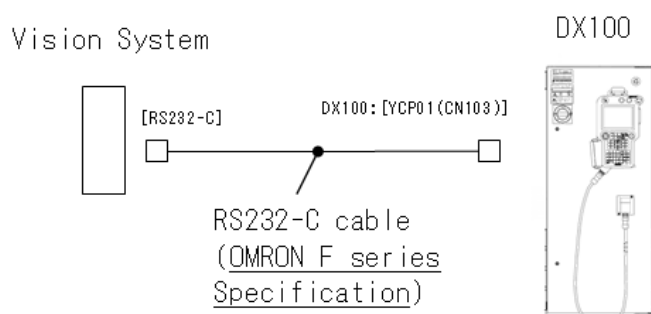 Vision System
DX100
[RS232-C]
DX100:[YCP01(CN103)]
RS232-C cable
(OMRON F series
Specification)